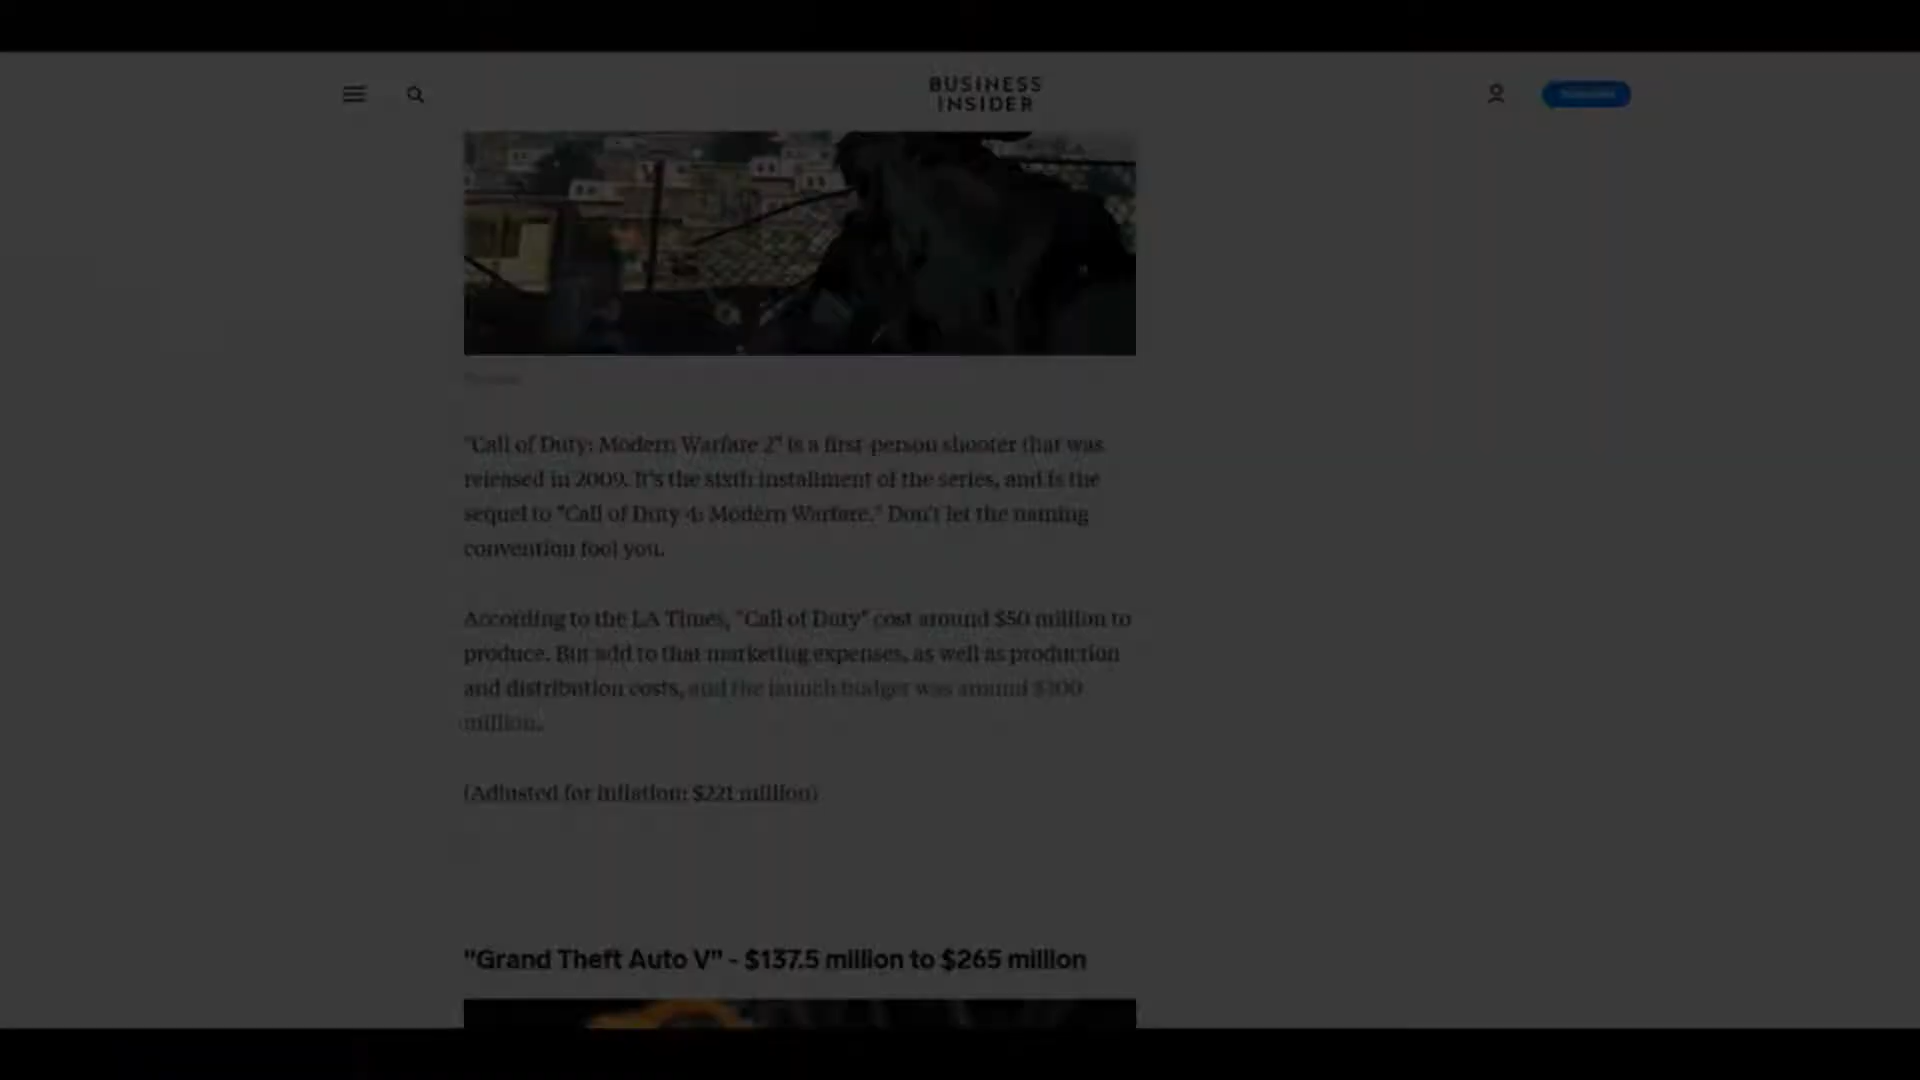 BUSINESS
INSIDER
"Call of Duty: Modern Warfare 2" is a first-person shooter that was
released in 2009. It's the sixth installment of the series, and is the
sequel to "Call of Duty 4: Modern Warfare." Don't let the naming
convention fool you.
According to the LA Times, "Call of Duty" cost around $50 million to
produce. But add to that marketing expenses, as well as production
and distribution costs, and the launch budget was around
million.
(Adjusted for inflation: $221 million)
"Grand Theft Auto V" - $137.5 million to $265 million